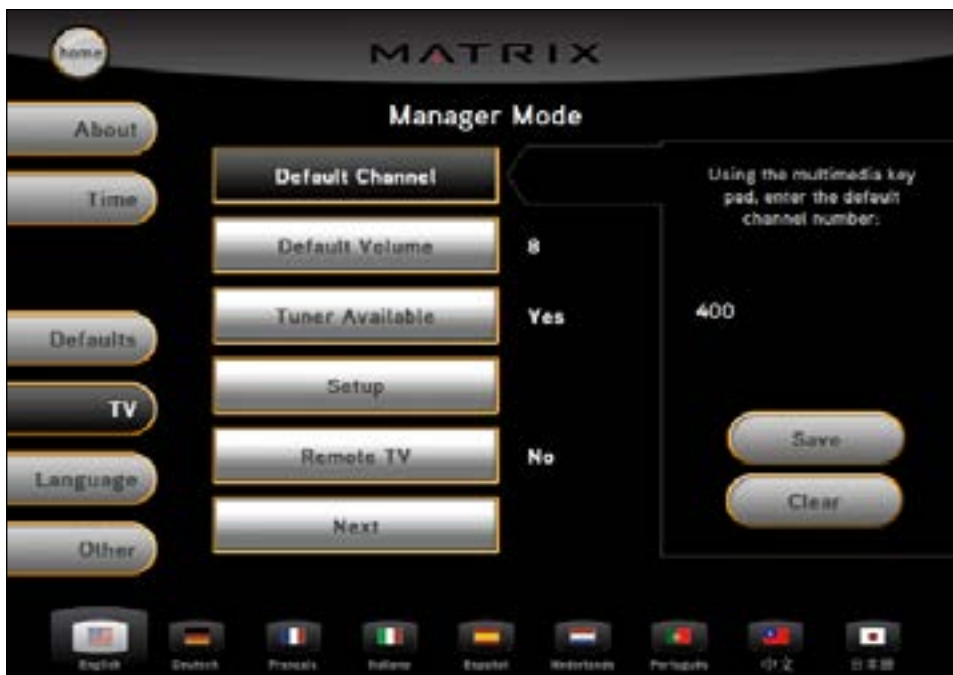 home
MATRIX
Manager Mode
About
Time
Defaults
TV
Language
Other
Default Channel
Default Volume
8
Tuner Available
Yes
Setup
Remote TV
No
Next
Using the multimedia key
pad, enter the default
channel number:
400
Save
Clear
English
Deutsch
Français
Italiano
Español
Nederlands
Português
中文
日本語